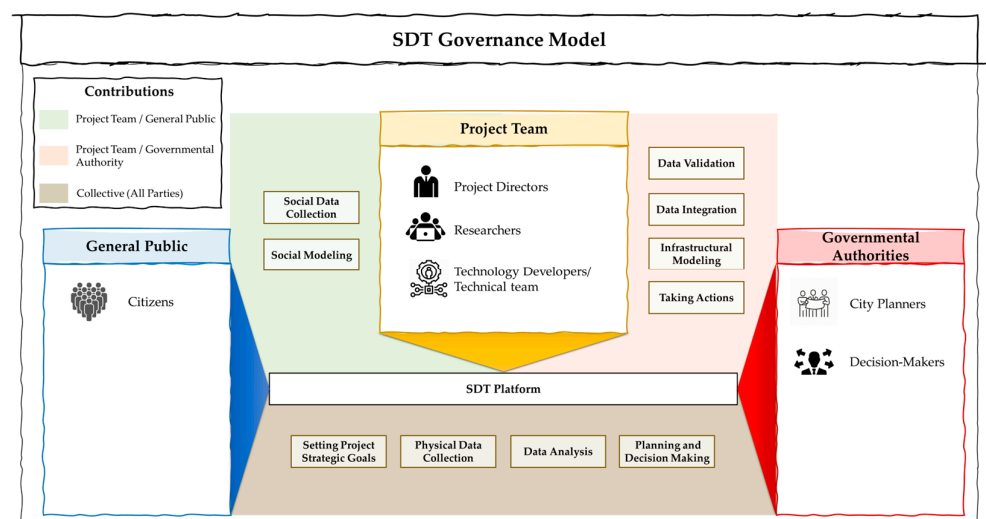 SDT Governance Model
Contributions
Project Team / General Public
Project Team / Governmental
Authority
Collective (All Parties)
General Public
Citizens
Social Data
Collection
Social Modeling
Project Team
Project Directors
Researchers
Technology Developers/
Technical team
Data Validation
Data Integration
Infrastructural
Modeling
Taking Actions
Governmental
Authorities
City Planners
Decision-Makers
SDT Platform
Setting Project
Strategic Goals
Physical Data
Collection
Data Analysis
Planning and
Decision Making